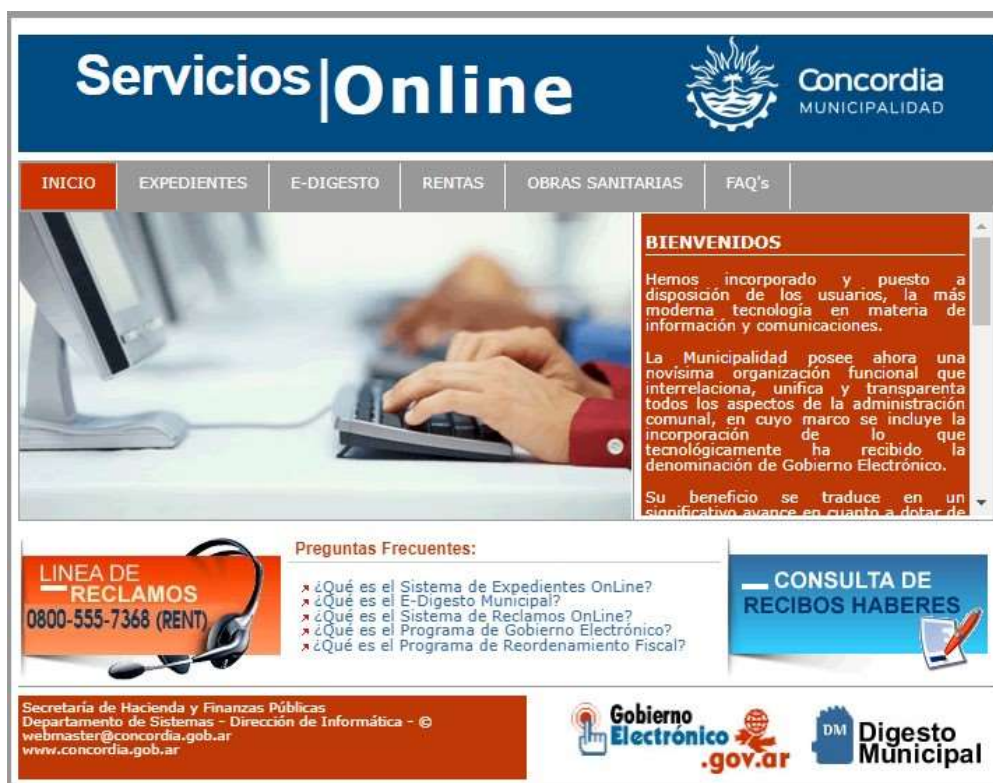 Servicios|Online
Concordia
MUNICIPALIDAD
INICIO
EXPEDIENTES
E-DIGESTO
RENTAS
OBRAS SANITARIAS
FAQ's
BIENVENIDOS
Hemos incorporado y puesto a
disposición de los usuarios, la más
moderna tecnología en materia de
información y comunicaciones.
La Municipalidad posee ahora una
novísima organización funcional que
interrelaciona, unifica y transparenta
todos los aspectos de la administración
comunal, en cuyo marco se incluye la
incorporación de lo que
tecnológicamente ha recibido la
denominación de Gobierno Electrónico.
Su beneficio se traduce en un
significativo avance en cuanto a dotar de
LINEA DE
RECLAMOS
0800-555-7368 (RENT)
Preguntas Frecuentes:
¿Qué es el Sistema de Expedientes OnLine?
¿Qué es el E-Digesto Municipal?
¿Qué es el Sistema de Reclamos OnLine?
¿Qué es el Programa de Gobierno Electrónico?
¿Qué es el Programa de Reordenamiento Fiscal?
CONSULTA DE
RECIBOS HABERES
Secretaría de Hacienda y Finanzas Públicas
Departamento de Sistemas - Dirección de Informática - ©
webmaster@concordia.gob.ar
www.concordia.gob.ar
Gobierno
Electrónico
.gov.ar
DM
Digesto
Municipal